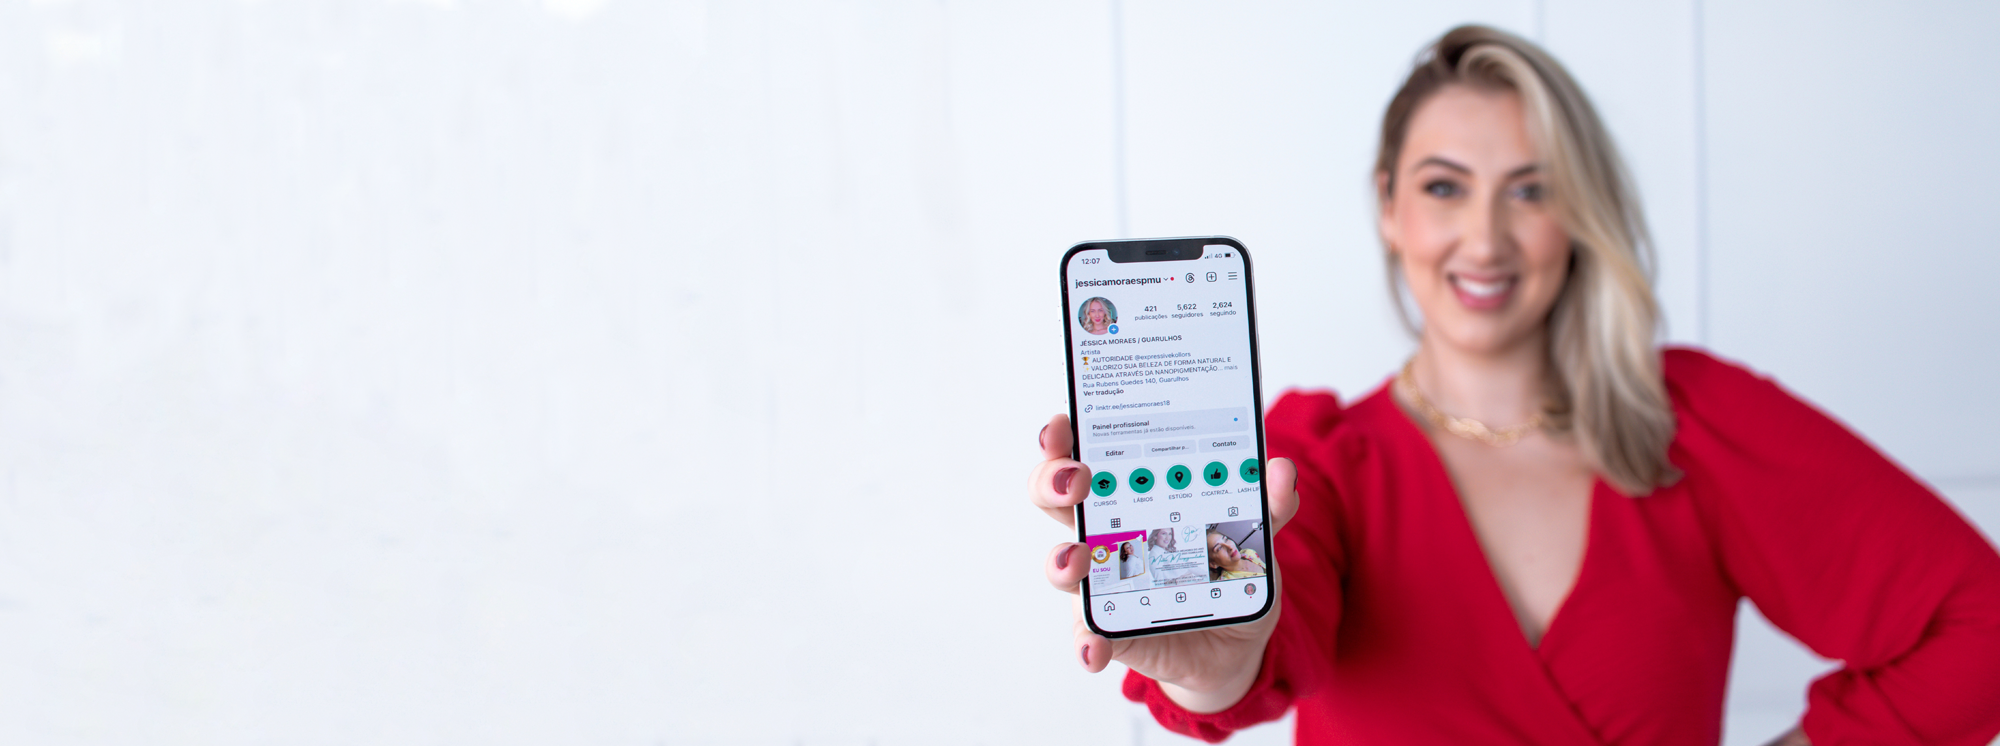 12:07
4G
jessicamoraespmu
421 5,622 2,624
publicações seguidores seguindo
JÉSSICA MORAES / GUARULHOS
Artista
🏆 AUTORIDADE @expressivekollors
VALORIZO SUA BELEZA DE FORMA NATURAL E
DELICADA ATRAVÉS DA NANOPIGMENTAÇÃO... mais
Rua Rubens Guedes 140, Guarulhos
Ver tradução
linktr.ee/jessicamoraes18
Painel profissional
Novas ferramentas já estão disponíveis.
Editar Compartilhar p... Contato
CURSOS LÁBIOS ESTÚDIO CICATRIZA... LASH LIF
EU SOU